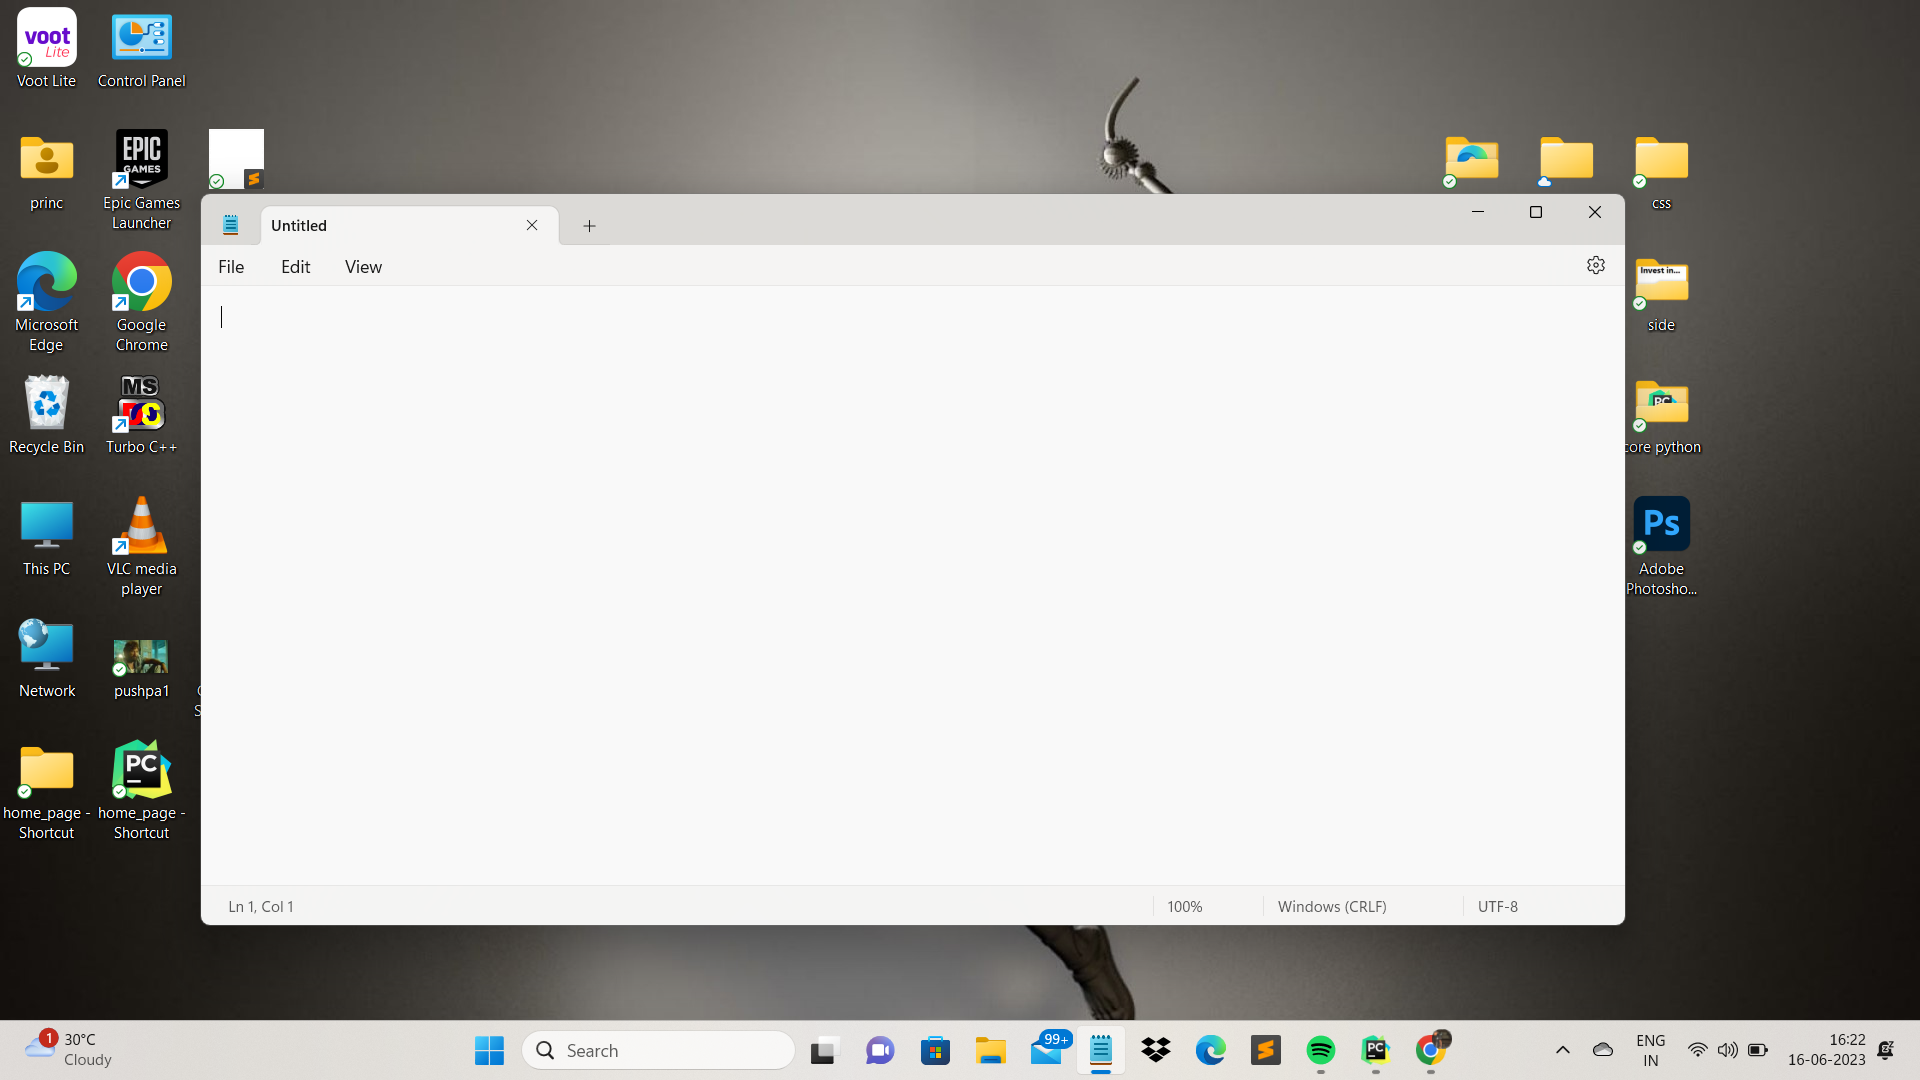 voot
Lite
Voot Lite
Control Panel
princ
EPIC
GAMES
Epic Games
Launcher
css
Untitled
File
Edit
View
Microsoft
Edge
Google
Chrome
Invest in...
side
Recycle Bin
MS
Turbo C++
PC
core python
This PC
VLC media
player
Ps
Adobe
Photosho...
Network
pushpa1
PC
home_page -
Shortcut
home_page -
Shortcut
Ln 1, Col 1
100%
Windows (CRLF)
UTF-8
1
30°C
Cloudy
Search
99+
PC
ENG
IN
16:22
16-06-2023